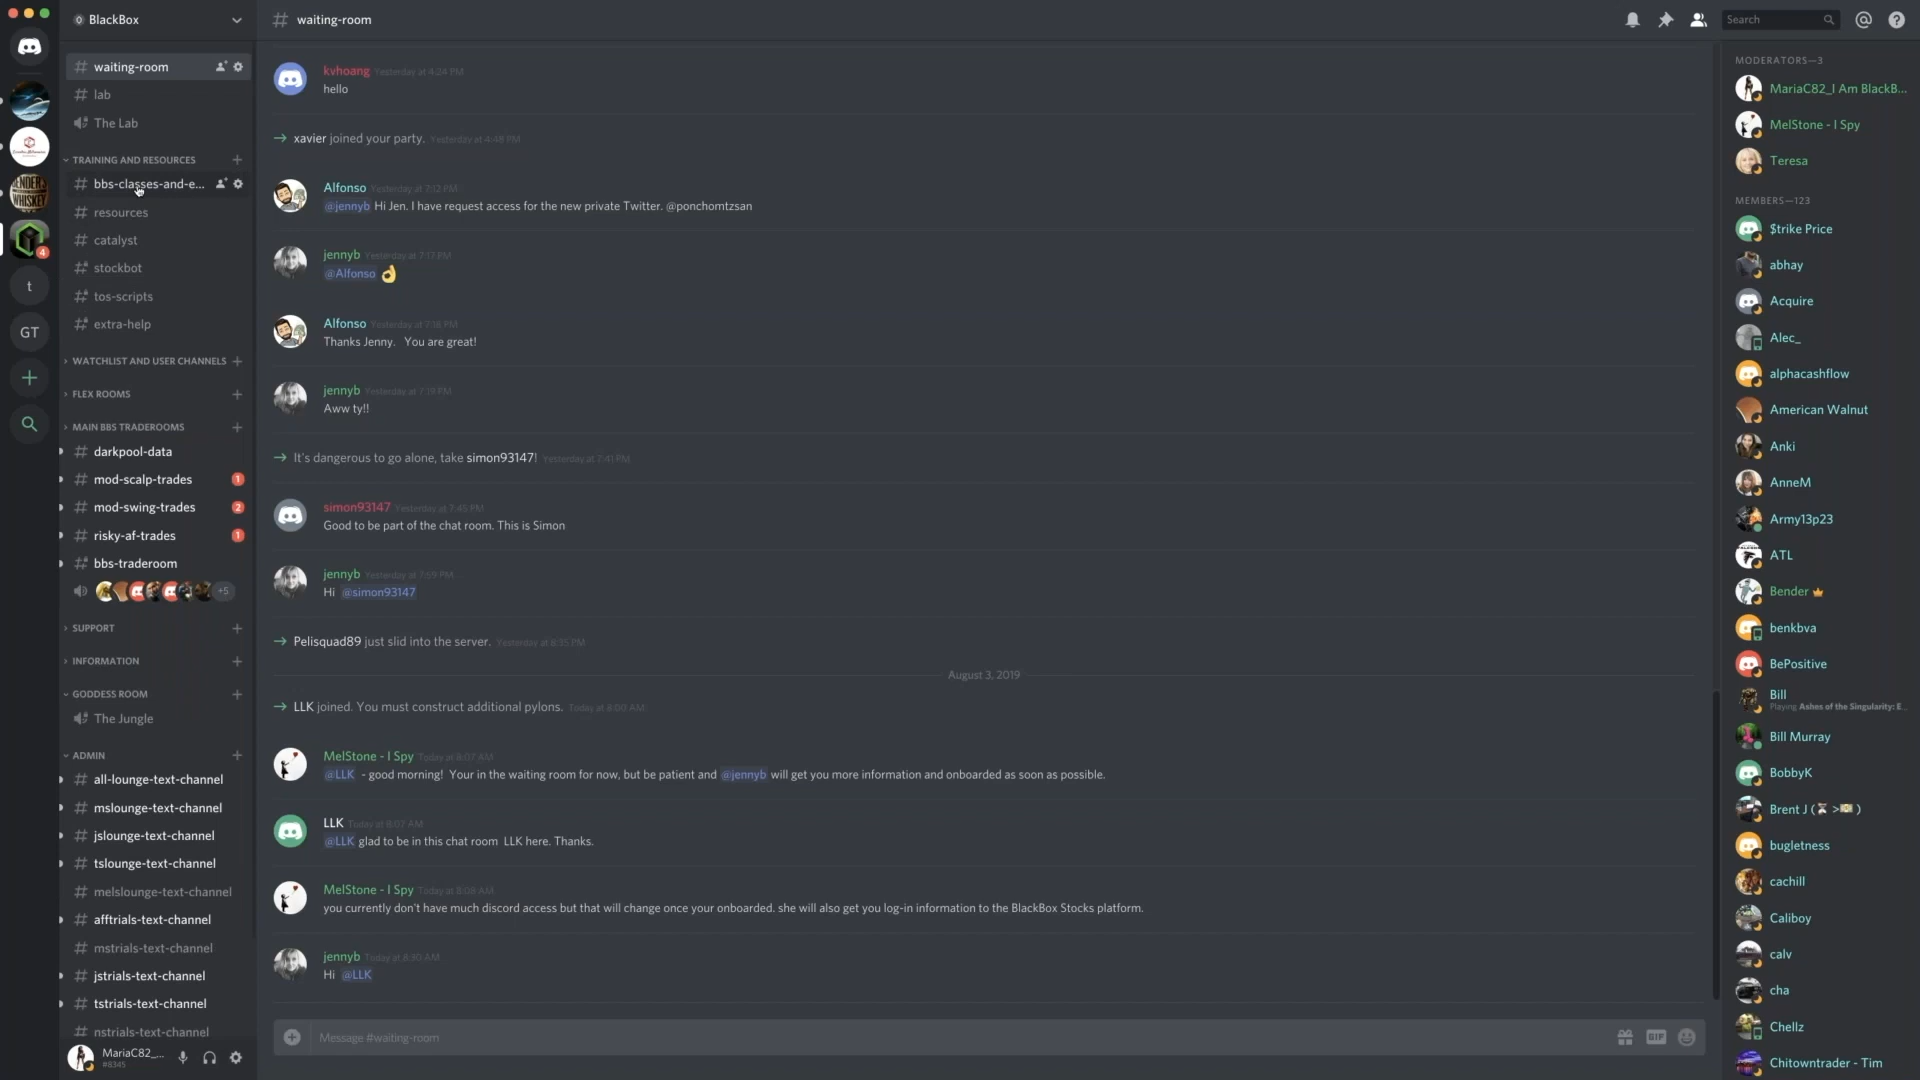 BlackBox
# waiting-room
Search
waiting-room
lab
The Lab
TRAINING AND RESOURCES
bbs-classes-and-e...
resources
catalyst
stockbot
tos-scripts
extra-help
WATCHLIST AND USER CHANNELS
FLEX ROOMS
MAIN BBS TRADEROOMS
darkpool-data
mod-scalp-trades 1
mod-swing-trades 2
risky-af-trades 1
bbs-traderoom
+5
SUPPORT
INFORMATION
GODDESS ROOM
The Jungle
ADMIN
all-lounge-text-channel
mslounge-text-channel
jslounge-text-channel
tslounge-text-channel
melslounge-text-channel
afftrials-text-channel
mstrials-text-channel
jstrials-text-channel
tstrials-text-channel
nstrials-text-channel
MariaC82_...
#8345
4
t
GT
kvhoang Yesterday at 4:24 PM
hello
xavier joined your party. Yesterday at 4:48 PM
Alfonso Yesterday at 7:12 PM
@jennyb Hi Jen. I have request access for the new private Twitter. @ponchomtzsan
jennyb Yesterday at 7:17 PM
@Alfonso 👌
Alfonso Yesterday at 7:18 PM
Thanks Jenny. You are great!
jennyb Yesterday at 7:19 PM
Aww ty!!
It's dangerous to go alone, take simon93147! Yesterday at 7:41 PM
simon93147 Yesterday at 7:45 PM
Good to be part of the chat room. This is Simon
jennyb Yesterday at 7:59 PM
Hi @simon93147
Pelisquad89 just slid into the server. Yesterday at 8:35 PM
August 3, 2019
LLK joined. You must construct additional pylons. Today at 8:00 AM
MelStone - I Spy Today at 8:07 AM
@LLK - good morning! Your in the waiting room for now, but be patient and @jennyb will get you more information and onboarded as soon as possible.
LLK Today at 8:07 AM
@LLK glad to be in this chat room LLK here. Thanks.
MelStone - I Spy Today at 8:08 AM
you currently don't have much discord access but that will change once your onboarded. she will also get you log-in information to the BlackBox Stocks platform.
jennyb Today at 8:30 AM
Hi @LLK
Message #waiting-room
GIF
MODERATORS—3
MariaC82_I Am BlackB...
MelStone - I Spy
Teresa
MEMBERS—123
$trike Price
abhay
Acquire
Alec_
alphacashflow
American Walnut
Anki
AnneM
Army13p23
ATL
Bender
benkbva
BePositive
Bill
Playing Ashes of the Singularity: E...
Bill Murray
BobbyK
Brent J (⏳ >💵 )
bugletness
cachill
Caliboy
calv
cha
Chellz
Chitowntrader - Tim